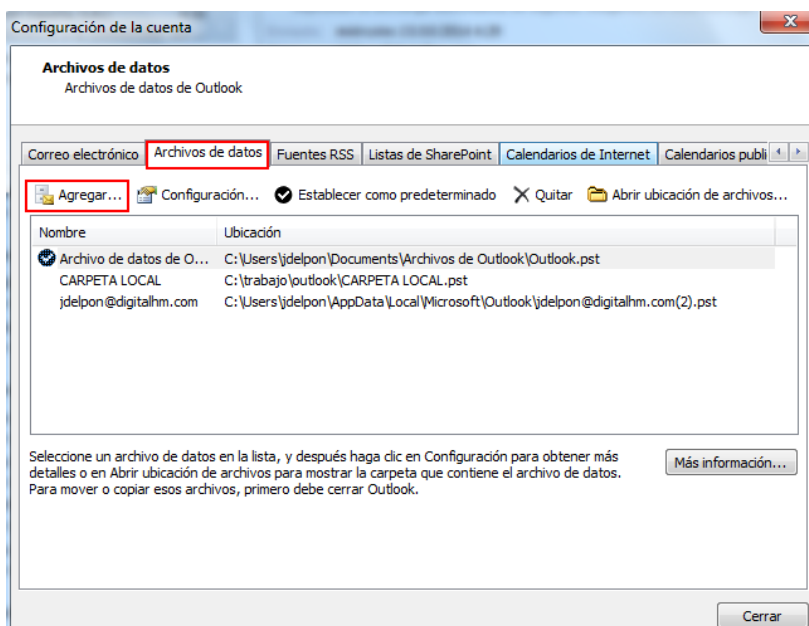 Configuración de la cuenta
Archivos de datos
Archivos de datos de Outlook
Correo electrónico Archivos de datos Fuentes RSS Listas de SharePoint Calendarios de Internet Calendarios publi
Agregar... Configuración... Establecer como predeterminado Quitar Abrir ubicación de archivos...
Nombre Ubicación
Archivo de datos de O... C:\Users\jdelpon\Documents\Archivos de Outlook\Outlook.pst
CARPETA LOCAL C:\trabajo\outlook\CARPETA LOCAL.pst
jdelpon@digitalhm.com C:\Users\jdelpon\AppData\Local\Microsoft\Outlook\jdelpon@digitalhm.com(2).pst
Seleccione un archivo de datos en la lista, y después haga clic en Configuración para obtener más
detalles o en Abrir ubicación de archivos para mostrar la carpeta que contiene el archivo de datos.
Para mover o copiar esos archivos, primero debe cerrar Outlook.
Más información...
Cerrar